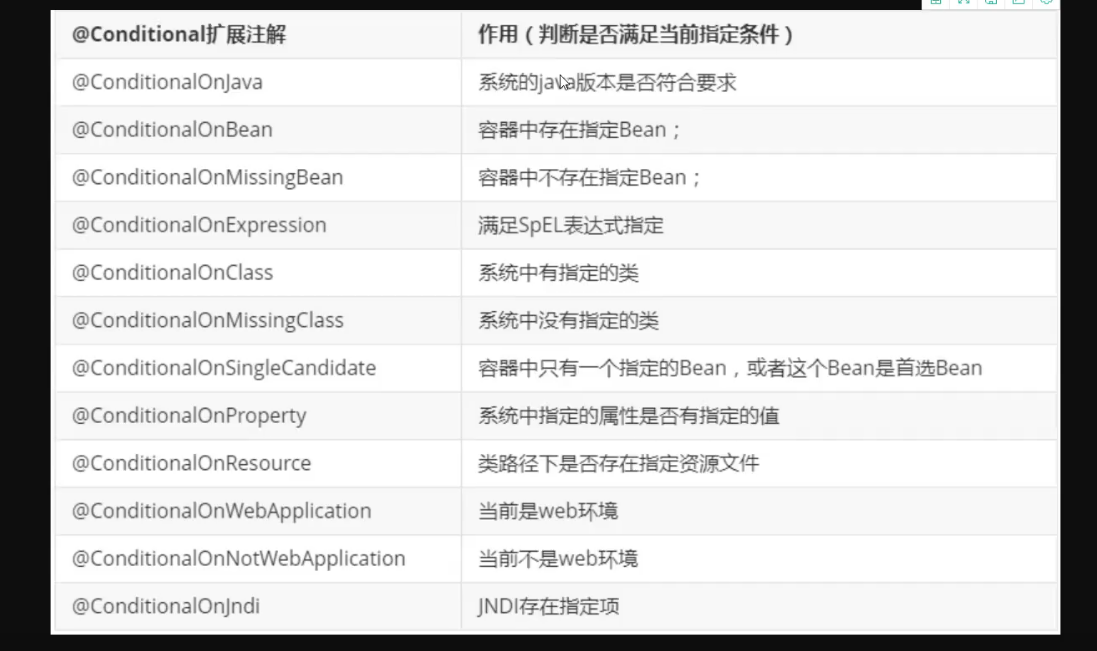 @Conditional扩展注解 作用（判断是否满足当前指定条件）
@ConditionalOnJava 系统的java版本是否符合要求
@ConditionalOnBean 容器中存在指定Bean；
@ConditionalOnMissingBean 容器中不存在指定Bean；
@ConditionalOnExpression 满足SpEL表达式指定
@ConditionalOnClass 系统中有指定的类
@ConditionalOnMissingClass 系统中没有指定的类
@ConditionalOnSingleCandidate 容器中只有一个指定的Bean，或者这个Bean是首选Bean
@ConditionalOnProperty 系统中指定的属性是否有指定的值
@ConditionalOnResource 类路径下是否存在指定资源文件
@ConditionalOnWebApplication 当前是web环境
@ConditionalOnNotWebApplication 当前不是web环境
@ConditionalOnJndi JNDI存在指定项